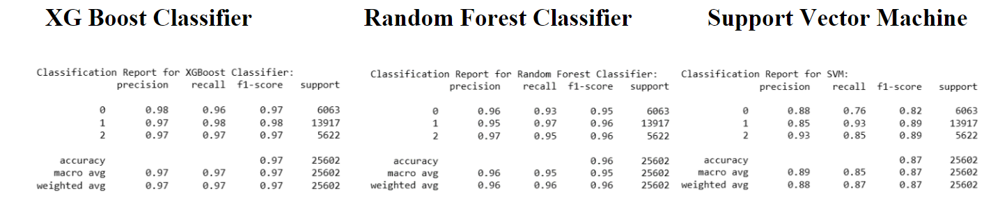 XG Boost Classifier
Classification Report for XGBoost Classifier:
precision recall f1-score support
0 0.98 0.96 0.97 6063
1 0.97 0.98 0.98 13917
2 0.97 0.97 0.97 5622
accuracy 0.97 25602
macro avg 0.97 0.97 0.97 25602
weighted avg 0.97 0.97 0.97 25602
Random Forest Classifier
Classification Report for Random Forest Classifier:
precision recall f1-score support
0 0.96 0.93 0.95 6063
1 0.95 0.97 0.96 13917
2 0.97 0.95 0.96 5622
accuracy 0.96 25602
macro avg 0.96 0.95 0.95 25602
weighted avg 0.96 0.96 0.96 25602
Support Vector Machine
Classification Report for SVM:
precision recall f1-score support
0 0.88 0.76 0.82 6063
1 0.85 0.93 0.89 13917
2 0.93 0.85 0.89 5622
accuracy 0.87 25602
macro avg 0.89 0.85 0.87 25602
weighted avg 0.88 0.87 0.87 25602